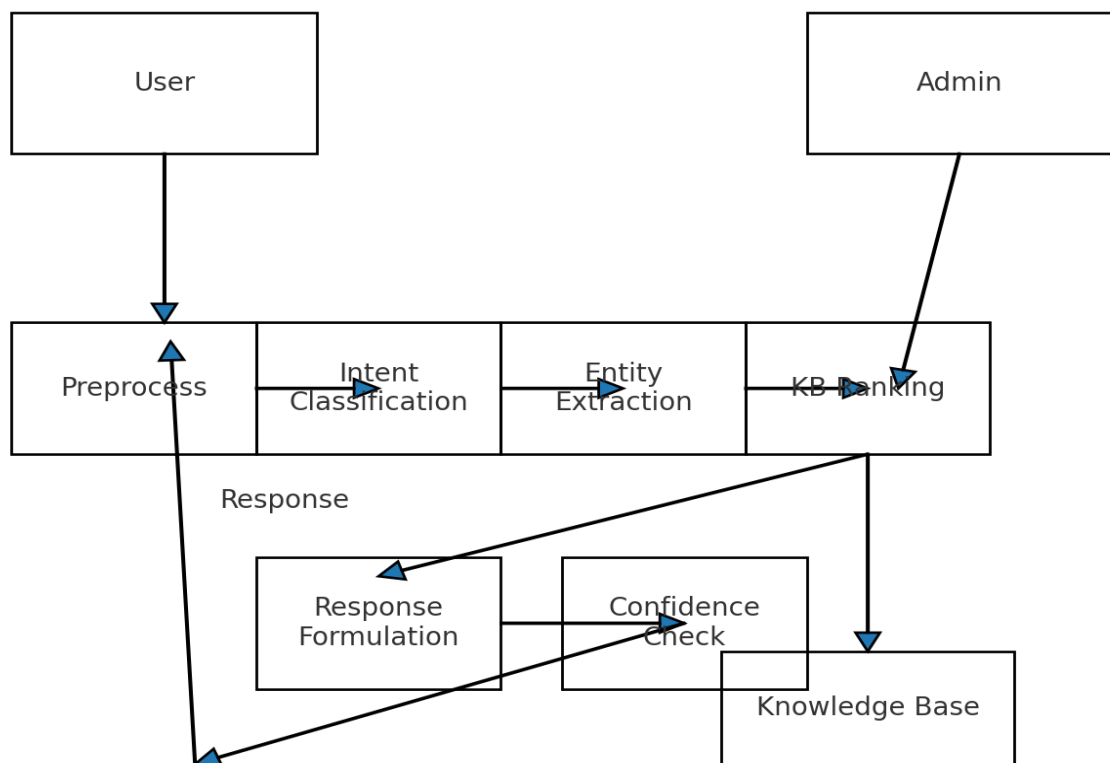 User
Admin
Preprocess
Intent
Classification
Entity
Extraction
KB Ranking
Response
Response
Formulation
Confidence
Check
Knowledge Base